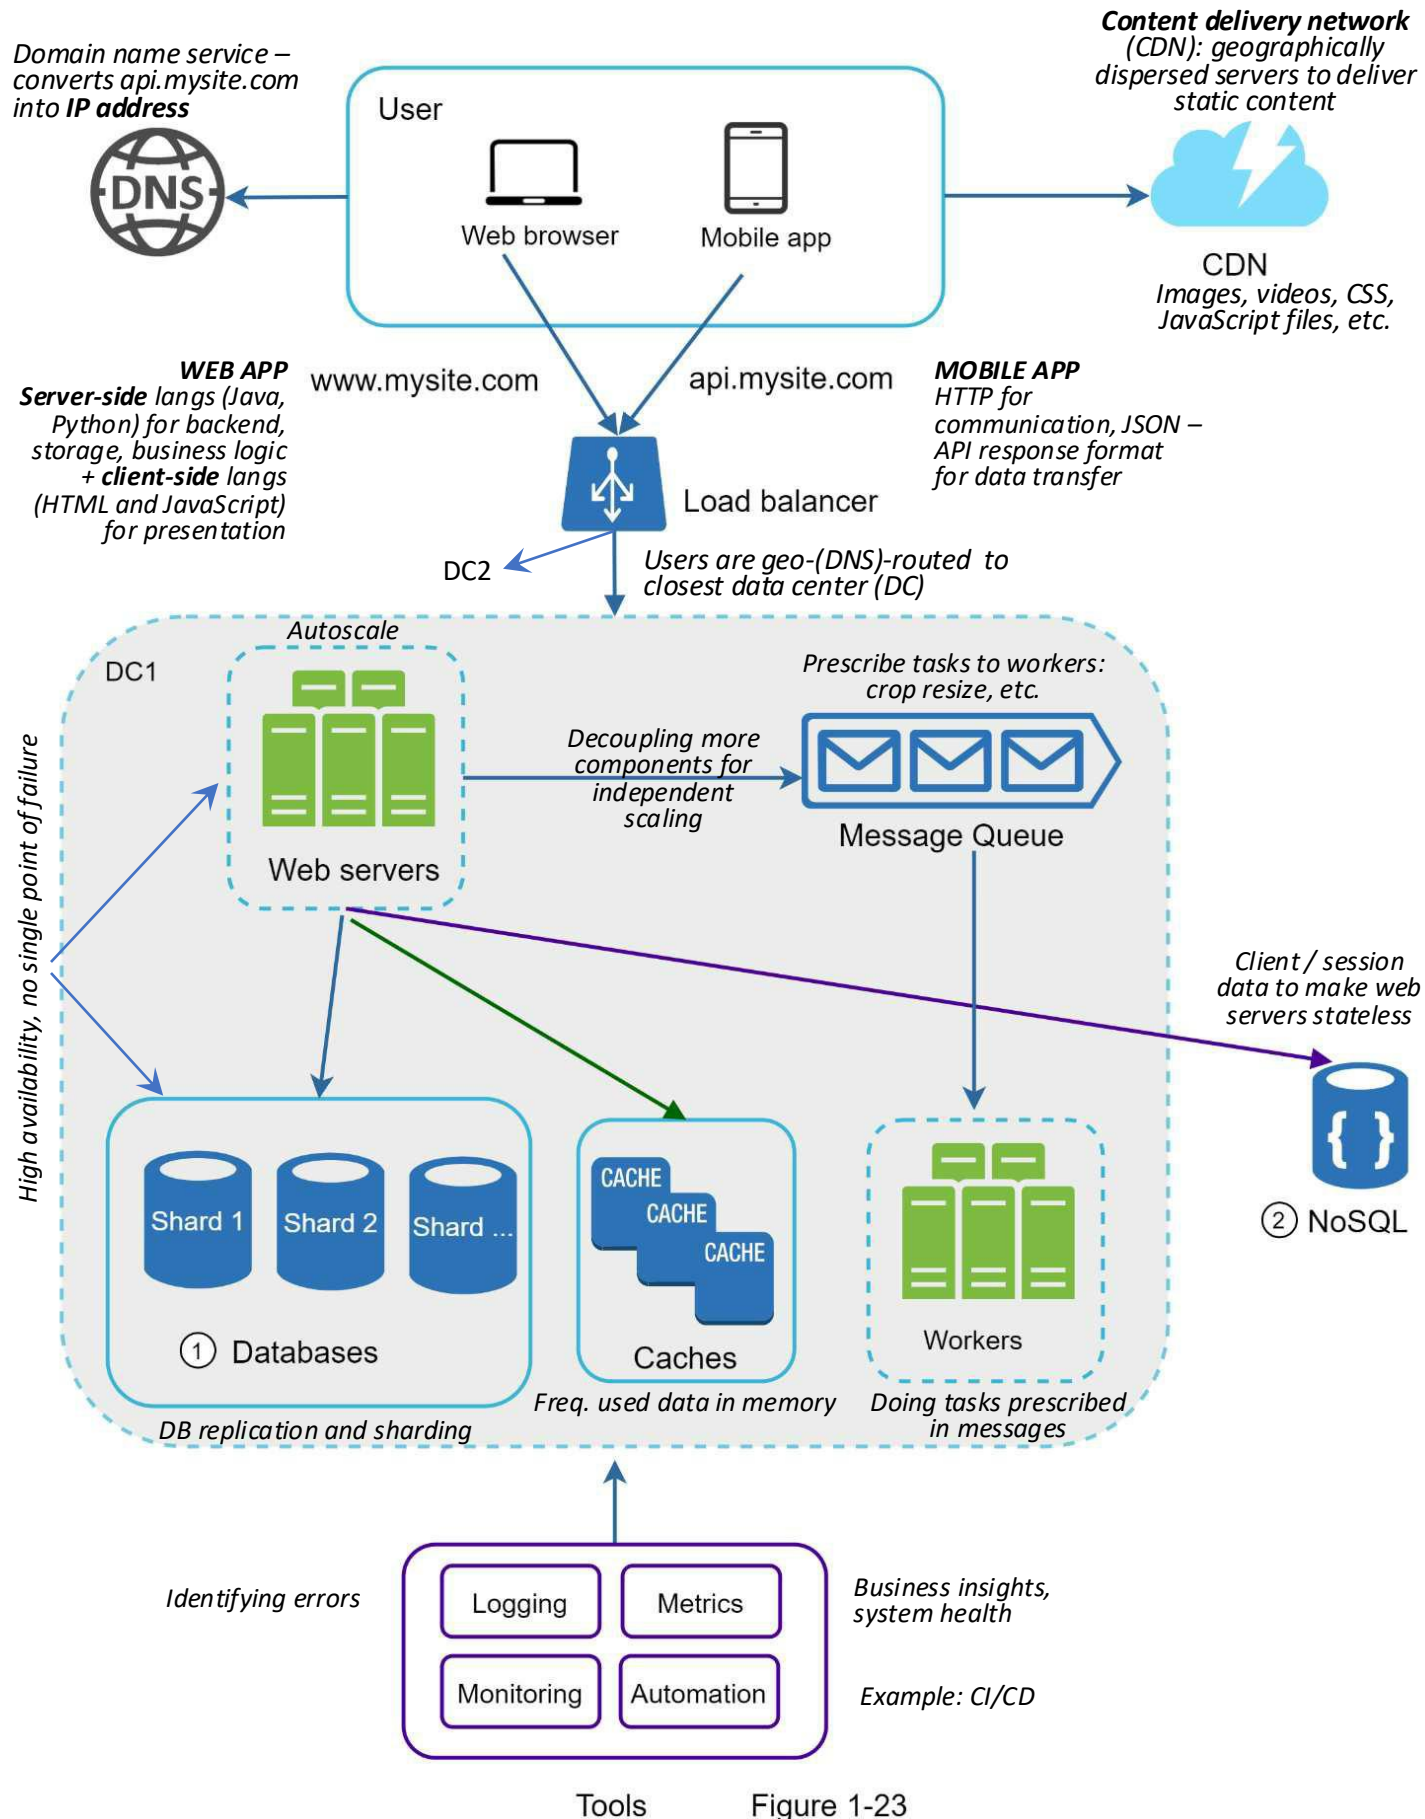 Domain name service –
converts api.mysite.com
into IP address
DNS
User
Web browser
Mobile app
Content delivery network
(CDN): geographically
dispersed servers to deliver
static content
CDN
Images, videos, CSS,
JavaScript files, etc.
WEB APP
Server-side langs (Java,
Python) for backend,
storage, business logic
+ client-side langs
(HTML and JavaScript)
for presentation
www.mysite.com
api.mysite.com
MOBILE APP
HTTP for
communication, JSON –
API response format
for data transfer
Load balancer
DC2
Users are geo-(DNS)-routed to
closest data center (DC)
DC1
Autoscale
Web servers
Decoupling more
components for
independent
scaling
Prescribe tasks to workers:
crop resize, etc.
Message Queue
High availability, no single point of failure
Client / session
data to make web
servers stateless
2 NoSQL
Shard 1
Shard 2
Shard ...
1 Databases
DB replication and sharding
CACHE
CACHE
CACHE
Caches
Freq. used data in memory
Workers
Doing tasks prescribed
in messages
Identifying errors
Logging
Metrics
Monitoring
Automation
Business insights,
system health
Example: CI/CD
Tools
Figure 1-23